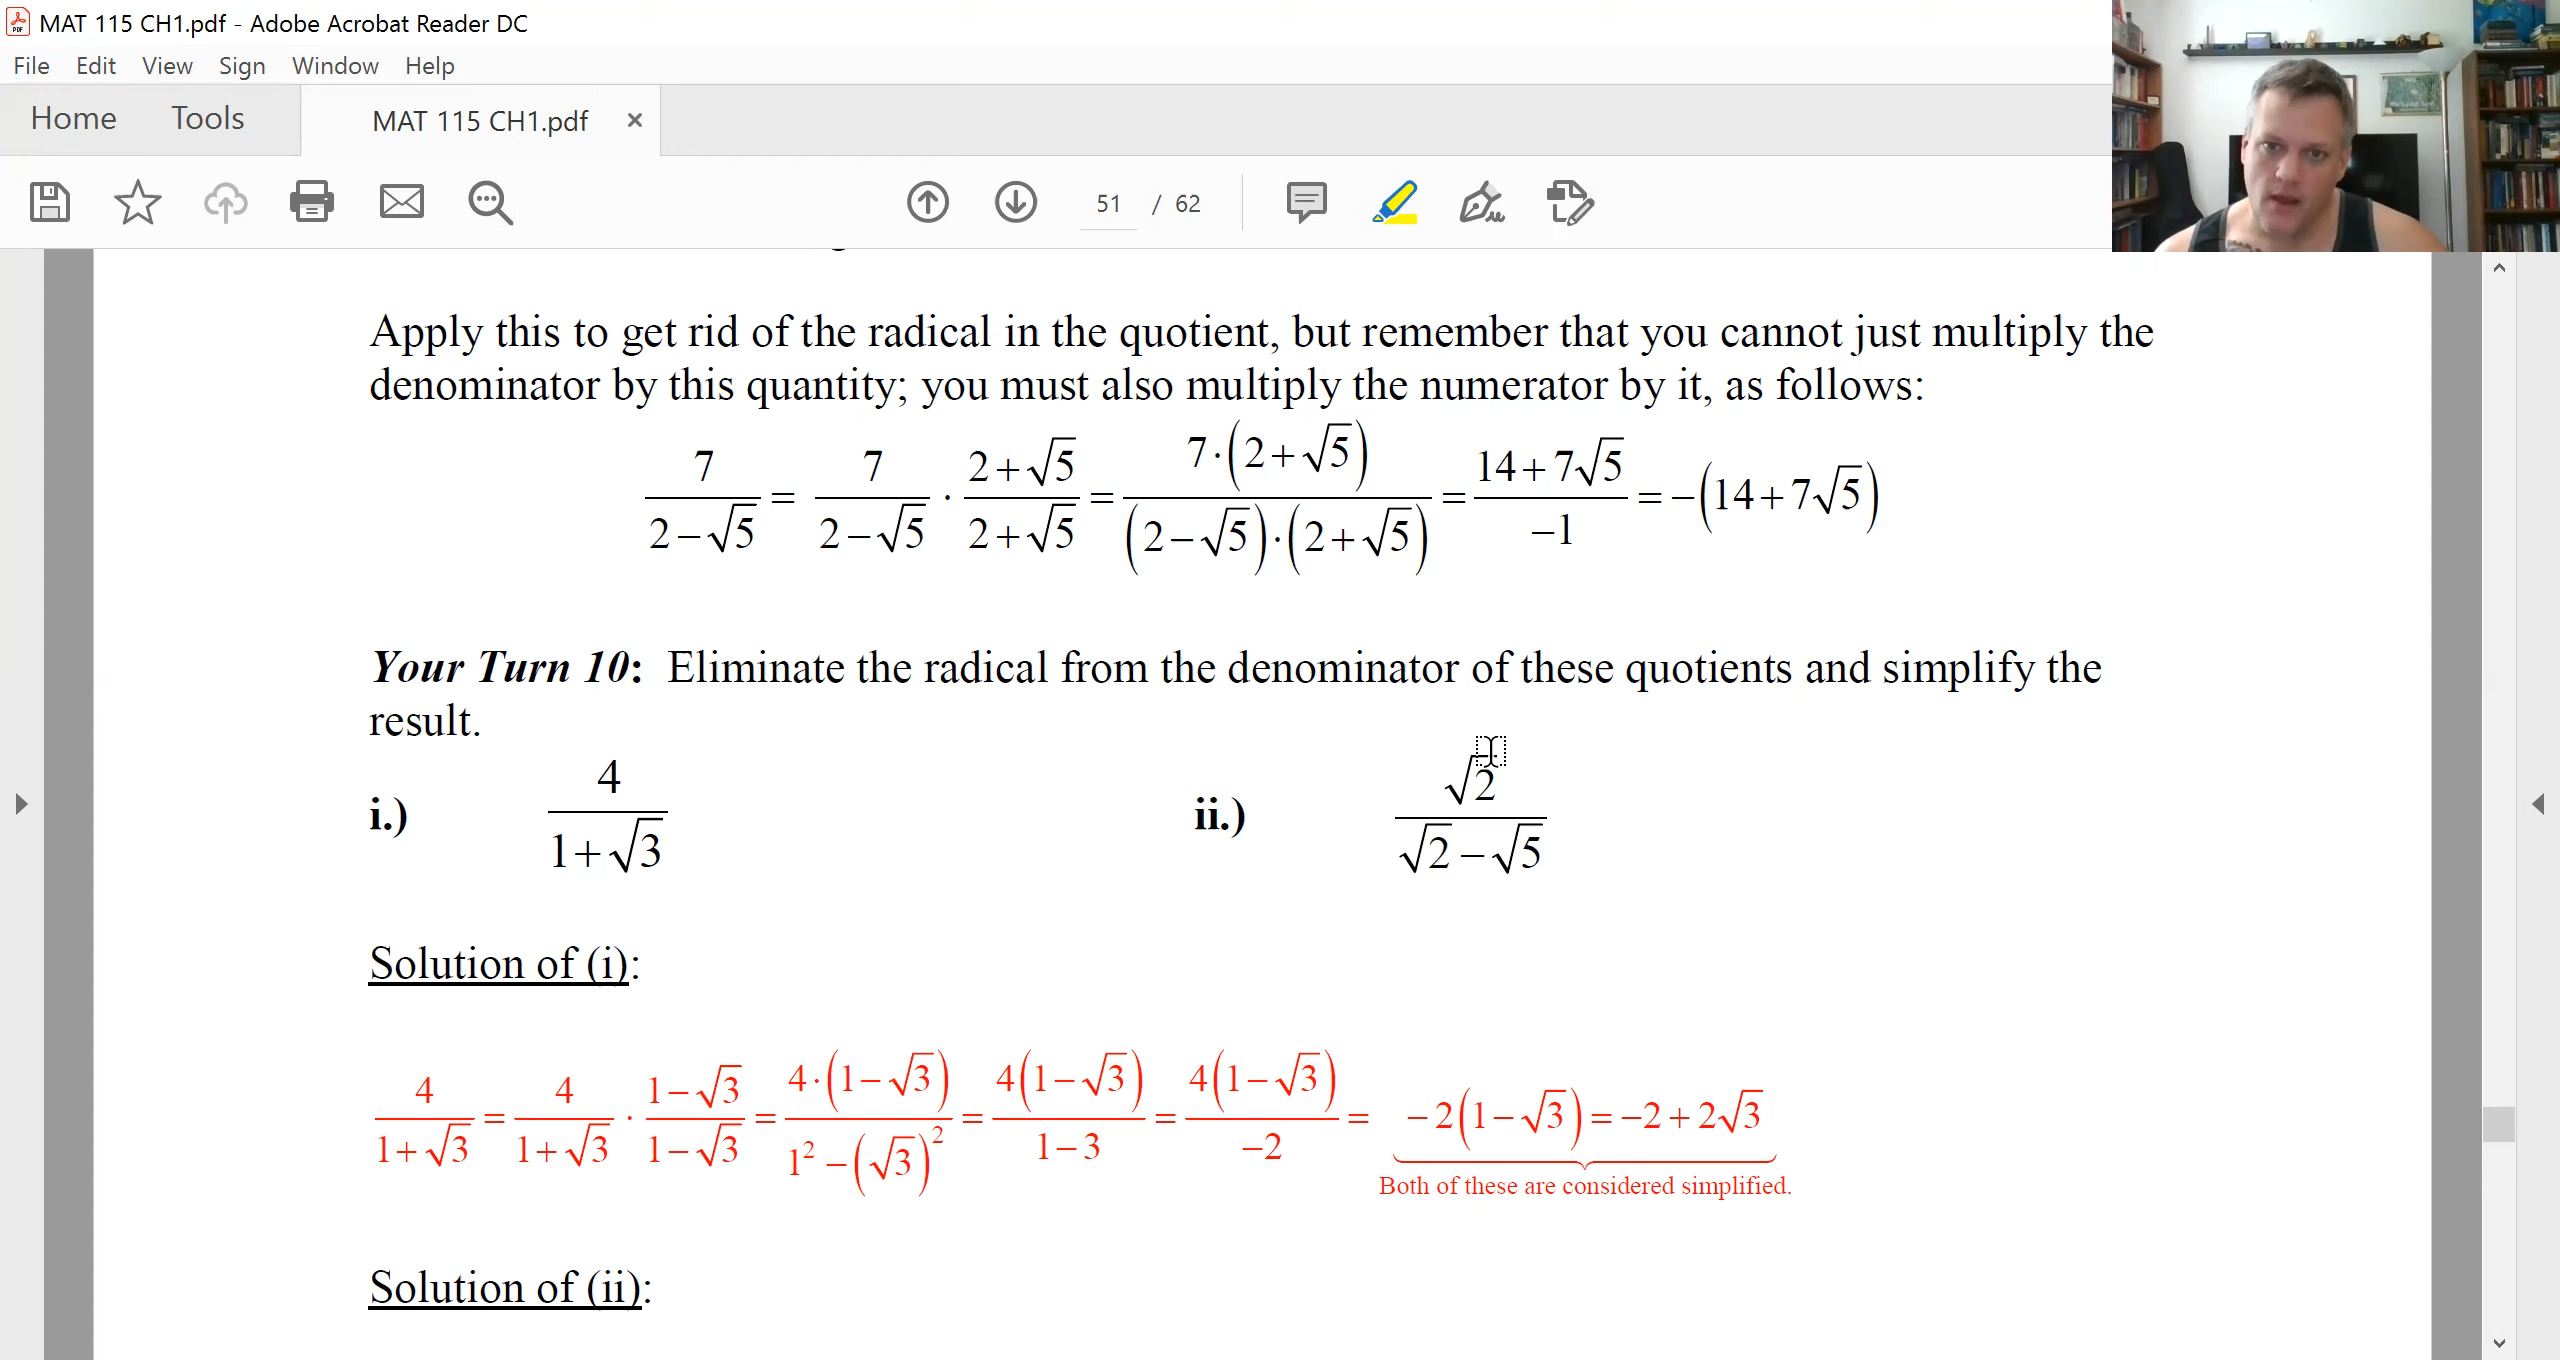 MAT 115 CH1.pdf - Adobe Acrobat Reader DC
File Edit View Sign Window Help
Home Tools MAT 115 CH1.pdf ×
51 / 62
Apply this to get rid of the radical in the quotient, but remember that you cannot just multiply the
denominator by this quantity; you must also multiply the numerator by it, as follows:
7/(2−√5) = 7/(2−√5) · (2+√5)/(2+√5) = 7·(2+√5)/((2−√5)·(2+√5)) = (14+7√5)/−1 = −(14+7√5)
Your Turn 10: Eliminate the radical from the denominator of these quotients and simplify the
result.
i.) 4/(1+√3) ii.) √2/(√2−√5)
Solution of (i):
4/(1+√3) = 4/(1+√3) · (1−√3)/(1−√3) = 4·(1−√3)/(1²−(√3)²) = 4(1−√3)/(1−3) = 4(1−√3)/−2 = −2(1−√3) = −2+2√3
Both of these are considered simplified.
Solution of (ii):